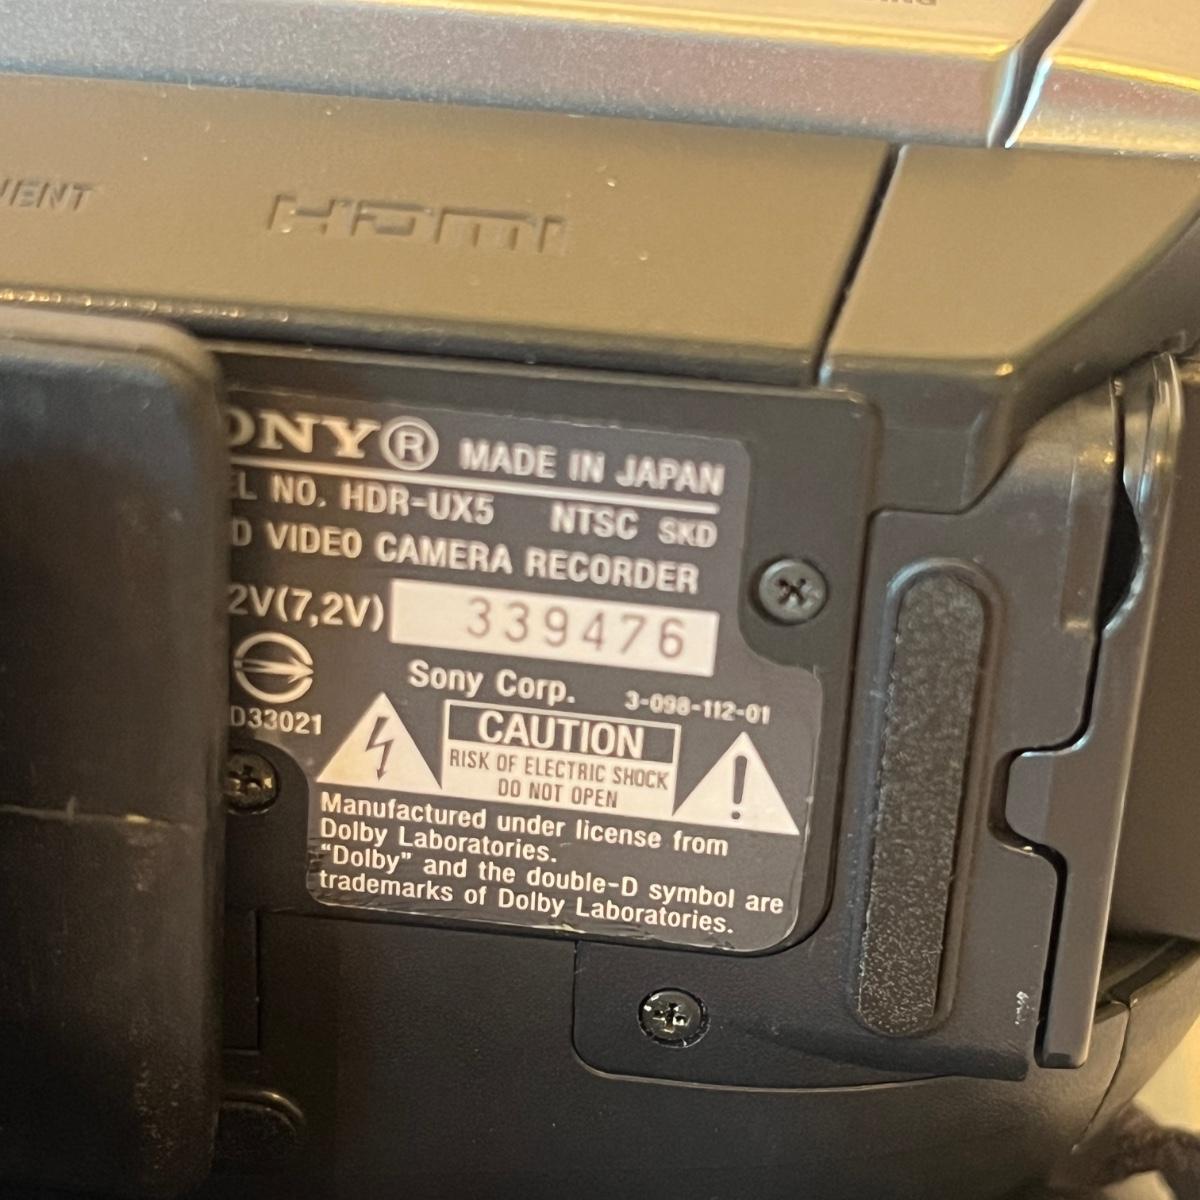 HDMI
SONY® MADE IN JAPAN
NO. HDR-UX5 NTSC SKD
VIDEO CAMERA RECORDER
2V(7,2V) 339476
Sony Corp. 3-098-112-01
D33021
CAUTION
RISK OF ELECTRIC SHOCK
DO NOT OPEN
Manufactured under license from
Dolby Laboratories.
"Dolby" and the double-D symbol are
trademarks of Dolby Laboratories.